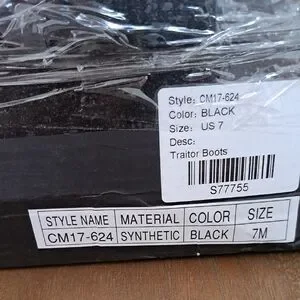 Style: CM17-624
Color: BLACK
Size: US 7
Desc:
Traitor Boots
S77755
STYLE NAME MATERIAL COLOR SIZE
CM17-624 SYNTHETIC BLACK 7M